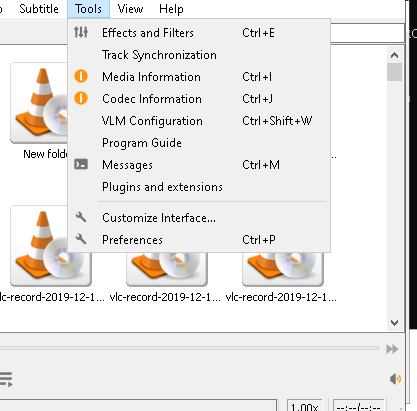 Subtitle Tools View Help
Effects and Filters Ctrl+E
Track Synchronization
Media Information Ctrl+I
Codec Information Ctrl+J
VLM Configuration Ctrl+Shift+W
Program Guide
Messages Ctrl+M
Plugins and extensions
Customize Interface...
Preferences Ctrl+P
New folde
lc-record-2019-12-1... vlc-record-2019-12-1... vlc-record-2019-12-1...
1.00x --:--/--:--